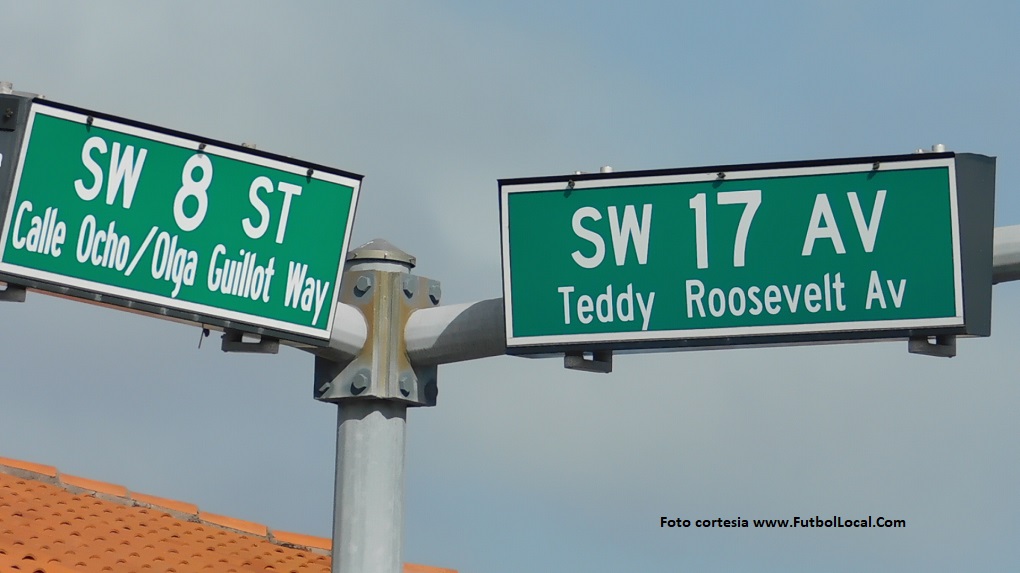 SW 8 ST
Calle Ocho/Olga Guillot Way
SW 17 AV
Teddy Roosevelt Av
Foto cortesia www.FutbolLocal.Com